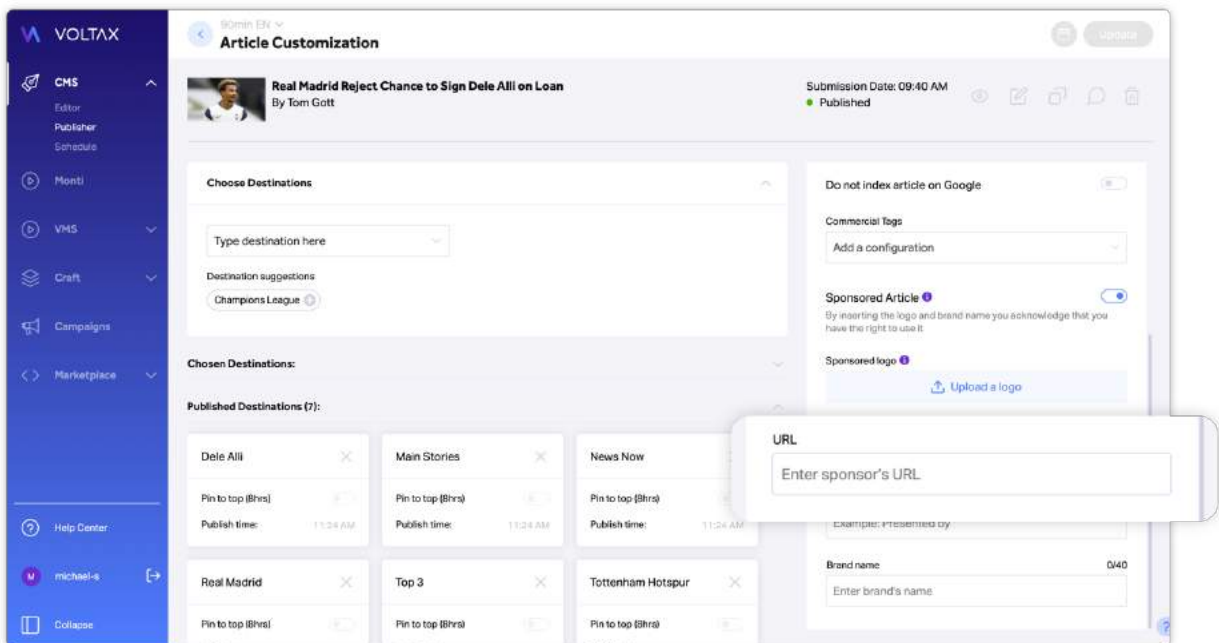 VOLTAX
CMS
Editor
Publisher
Schedule
Monti
VMS
Craft
Campaigns
Marketplace
Help Center
M michael-s
Collapse
90min EN
Article Customization
Update
Real Madrid Reject Chance to Sign Dele Alli on Loan
By Tom Gott
Submission Date: 09:40 AM
Published
Choose Destinations
Type destination here
Destination suggestions
Champions League
Chosen Destinations:
Published Destinations (7):
Dele Alli
Pin to top (8hrs)
Publish time: 11:24 AM
Main Stories
Pin to top (8hrs)
Publish time: 11:24 AM
News Now
Pin to top (8hrs)
Publish time: 11:24 AM
Real Madrid
Pin to top (8hrs)
Top 3
Pin to top (8hrs)
Tottenham Hotspur
Pin to top (8hrs)
Do not index article on Google
Commercial Tags
Add a configuration
Sponsored Article
By inserting the logo and brand name you acknowledge that you
have the right to use it
Sponsored logo
Upload a logo
URL
Enter sponsor's URL
Example: Presented by
Brand name 0/40
Enter brand's name
?